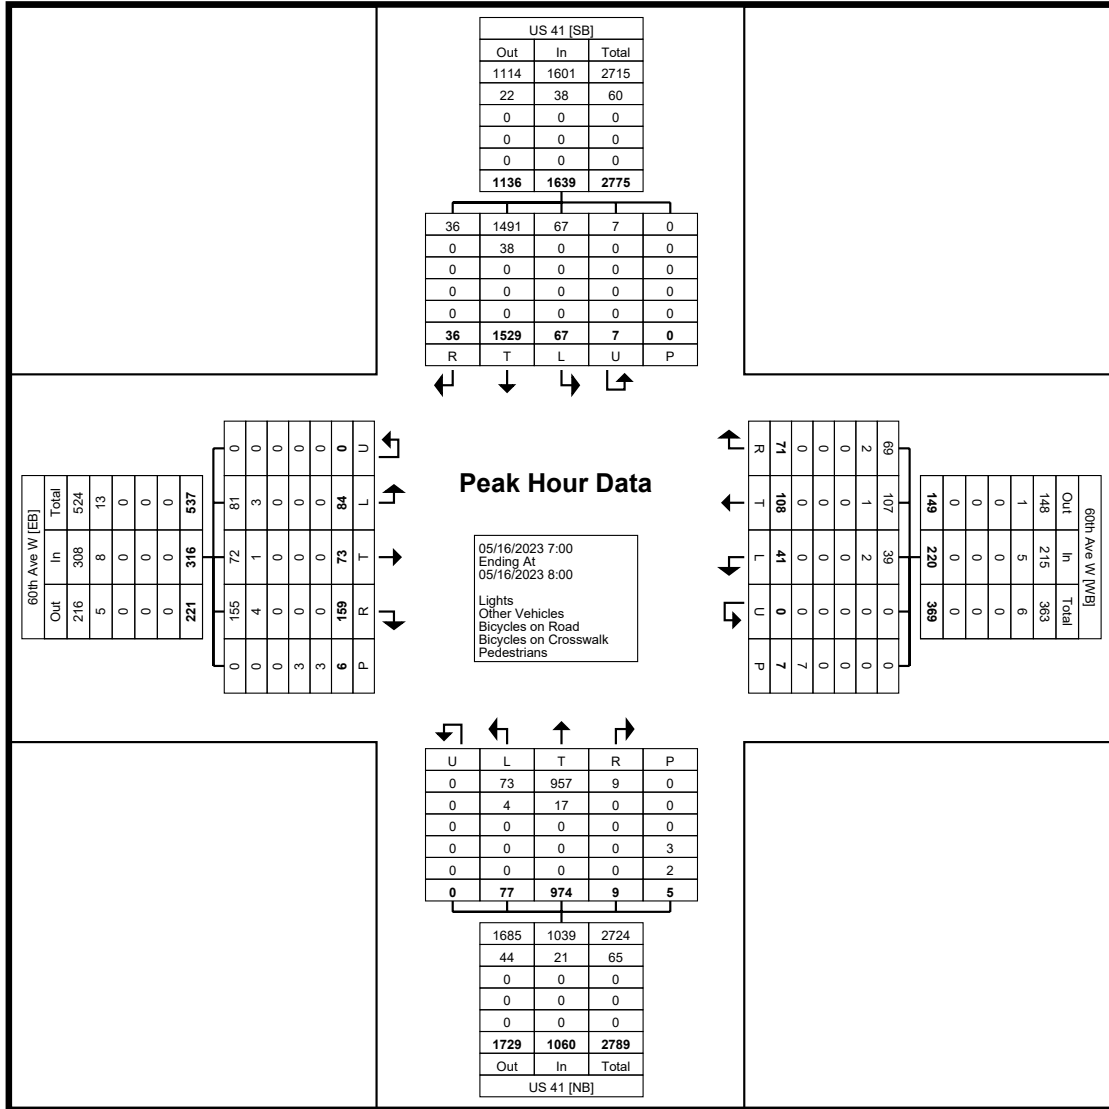 US 41 [SB]
Out In Total
1114 1601 2715
22 38 60
0 0 0
0 0 0
0 0 0
1136 1639 2775
36 1491 67 7 0
0 38 0 0 0
0 0 0 0 0
0 0 0 0 0
0 0 0 0 0
36 1529 67 7 0
R T L U P
60th Ave W [EB]
Total In Out
524 308 216
13 8 5
0 0 0
0 0 0
0 0 0
537 316 221
0 81 72 155 0
0 3 1 4 0
0 0 0 0 0
0 0 0 0 3
0 0 0 0 3
0 84 73 159 6
U L T R P
Peak Hour Data
05/16/2023 7:00
Ending At
05/16/2023 8:00
Lights
Other Vehicles
Bicycles on Road
Bicycles on Crosswalk
Pedestrians
R T L U P
71 108 41 0 7
0 0 0 0 7
0 0 0 0 0
0 0 0 0 0
2 1 2 0 0
69 107 39 0 0
149 220 369
0 0 0
0 0 0
0 0 0
1 5 6
148 215 363
Out In Total
60th Ave W [WB]
U L T R P
0 73 957 9 0
0 4 17 0 0
0 0 0 0 0
0 0 0 0 3
0 0 0 0 2
0 77 974 9 5
1685 1039 2724
44 21 65
0 0 0
0 0 0
0 0 0
1729 1060 2789
Out In Total
US 41 [NB]